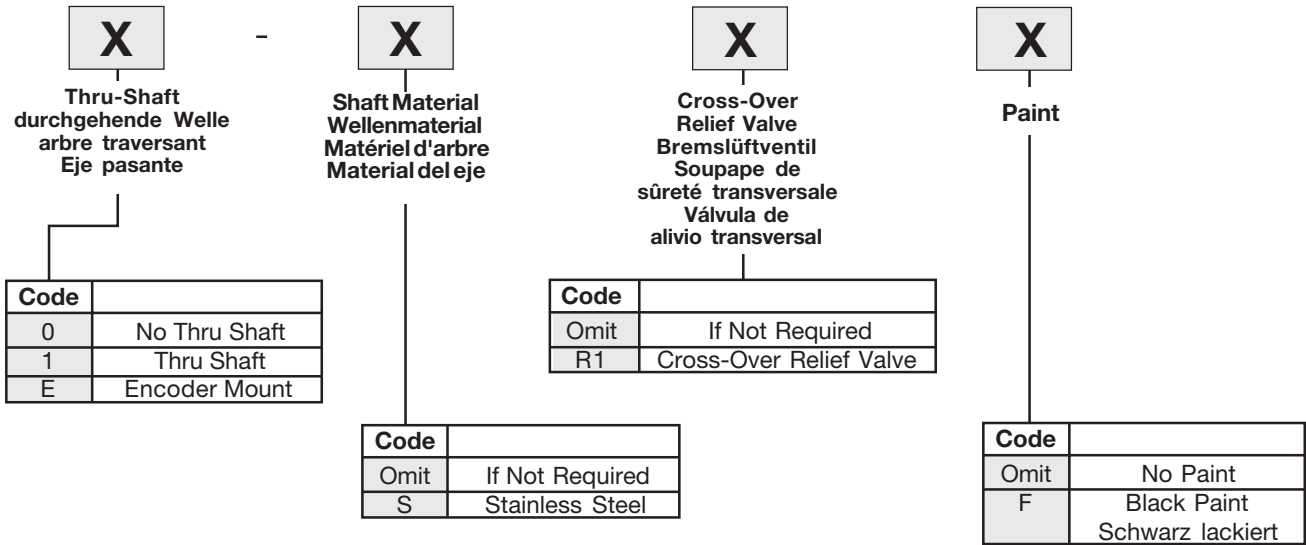 X - X X X
Thru-Shaft
durchgehende Welle
arbre traversant
Eje pasante
Shaft Material
Wellenmaterial
Matériel d'arbre
Material del eje
Cross-Over
Relief Valve
Bremslüftventil
Soupape de
sûreté transversale
Válvula de
alivio transversal
Paint
Code
0 No Thru Shaft
1 Thru Shaft
E Encoder Mount
Code
Omit If Not Required
S Stainless Steel
Code
Omit If Not Required
R1 Cross-Over Relief Valve
Code
Omit No Paint
F Black Paint
Schwarz lackiert